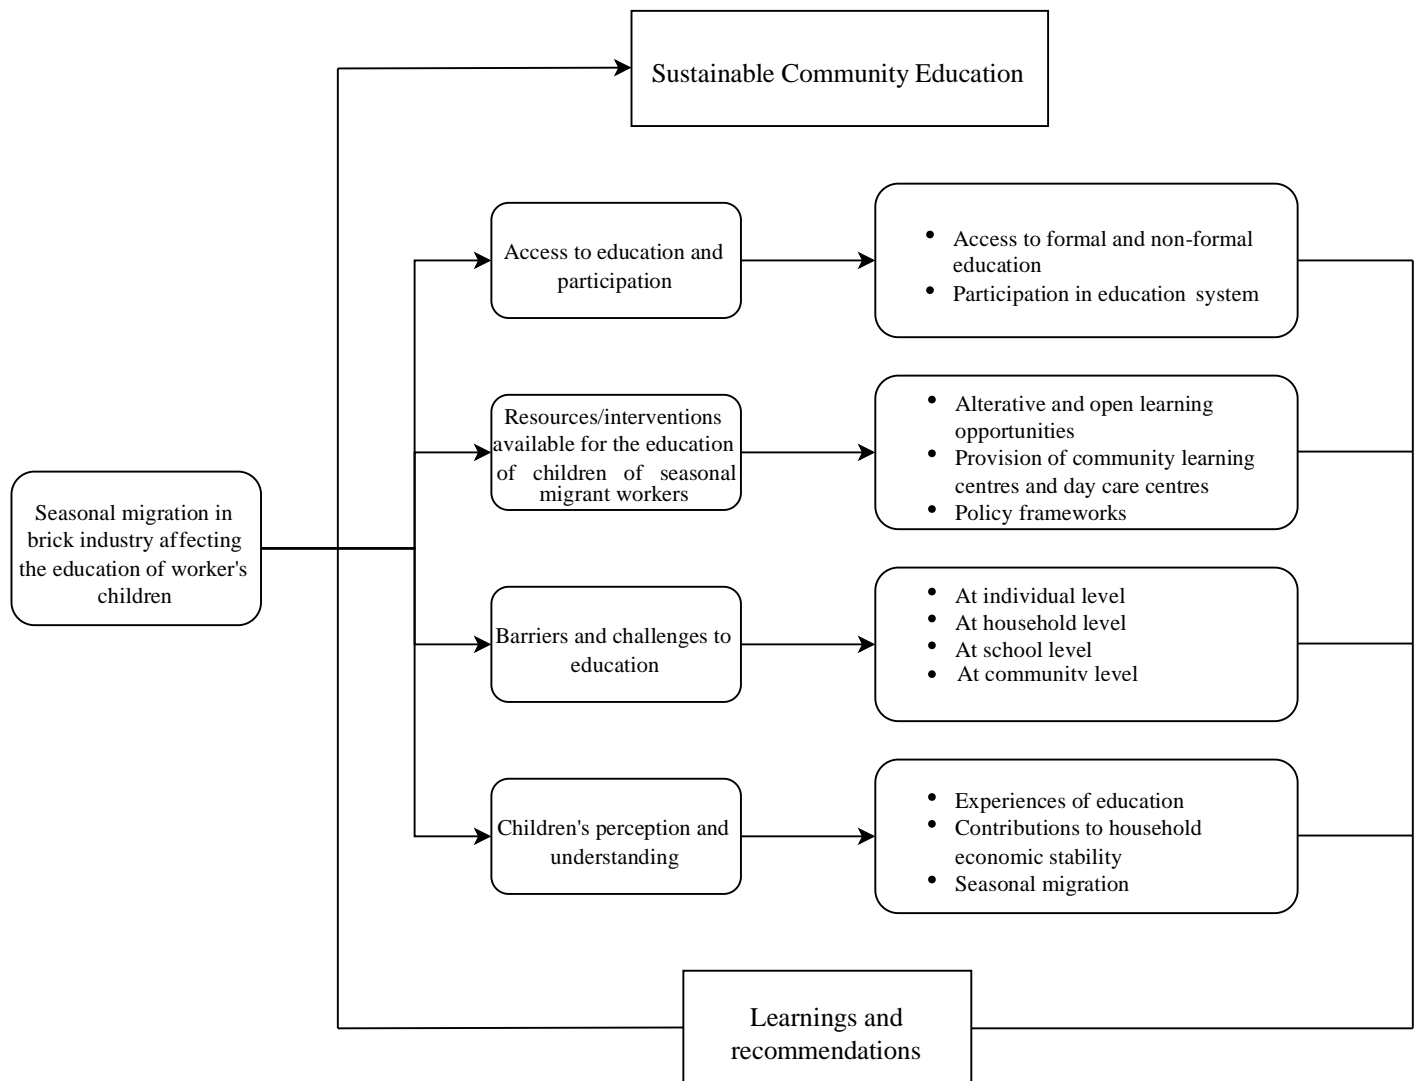 Sustainable Community Education
Access to education and
participation
• Access to formal and non-formal
education
• Participation in education system
Resources/interventions
available for the education
of children of seasonal
migrant workers
• Alterative and open learning
opportunities
• Provision of community learning
centres and day care centres
• Policy frameworks
Seasonal migration in
brick industry affecting
the education of worker's
children
Barriers and challenges to
education
• At individual level
• At household level
• At school level
• At community level
Children's perception and
understanding
• Experiences of education
• Contributions to household
economic stability
• Seasonal migration
Learnings and
recommendations